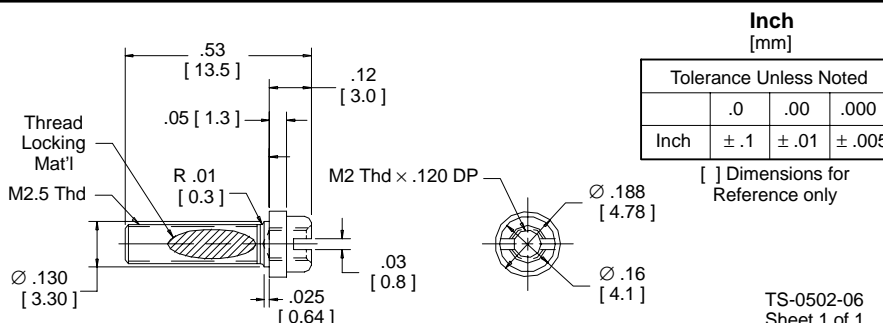 Inch
[mm]
Tolerance Unless Noted
.0 .00 .000
Inch ± .1 ± .01 ± .005
[ ] Dimensions for
Reference only
.53
[ 13.5 ]
.12
[ 3.0 ]
.05 [ 1.3 ]
Thread
Locking
Mat'l
M2.5 Thd
R .01
[ 0.3 ]
M2 Thd × .120 DP
Ø .188
[ 4.78 ]
Ø .130
[ 3.30 ]
.025
[ 0.64 ]
.03
[ 0.8 ]
Ø .16
[ 4.1 ]
TS-0502-06
Sheet 1 of 1